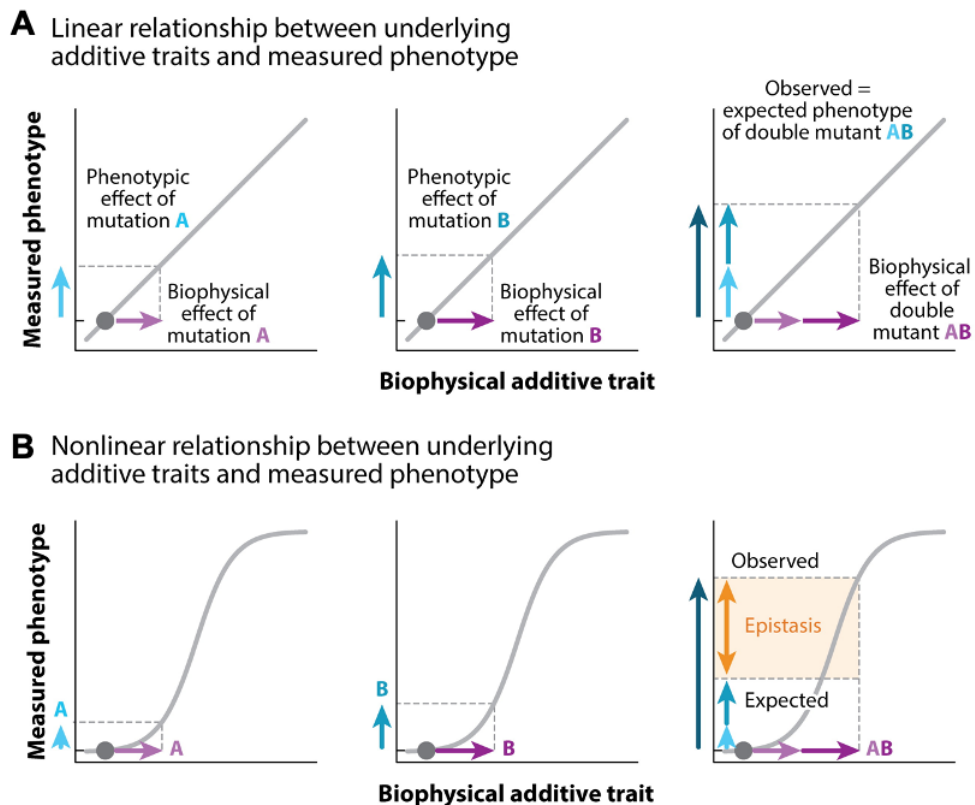 A Linear relationship between underlying
additive traits and measured phenotype
Measured phenotype
Phenotypic
effect of
mutation A
Biophysical
effect of
mutation A
Phenotypic
effect of
mutation B
Biophysical
effect of
mutation B
Observed =
expected phenotype
of double mutant AB
Biophysical
effect of
double
mutant AB
Biophysical additive trait
B Nonlinear relationship between underlying
additive traits and measured phenotype
Measured phenotype
A
A
B
B
Observed
Epistasis
Expected
AB
Biophysical additive trait